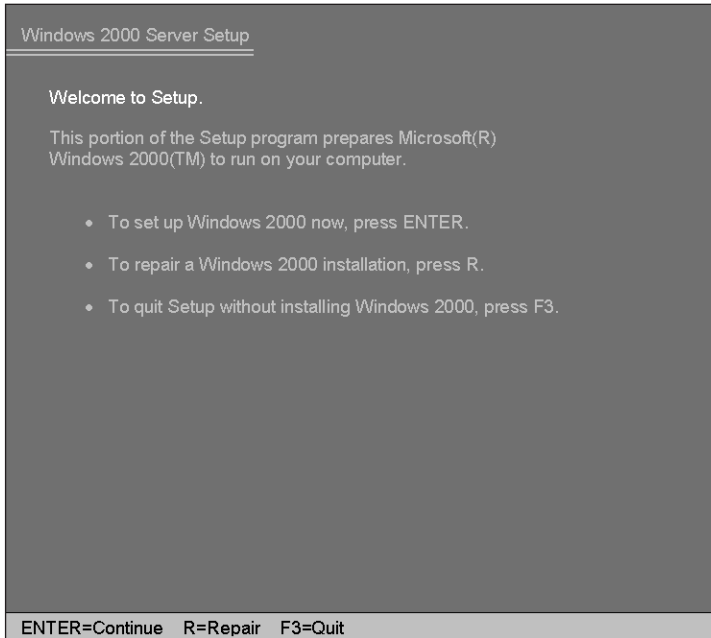 Windows 2000 Server Setup
Welcome to Setup.
This portion of the Setup program prepares Microsoft(R)
Windows 2000(TM) to run on your computer.
• To set up Windows 2000 now, press ENTER.
• To repair a Windows 2000 installation, press R.
• To quit Setup without installing Windows 2000, press F3.
ENTER=Continue R=Repair F3=Quit